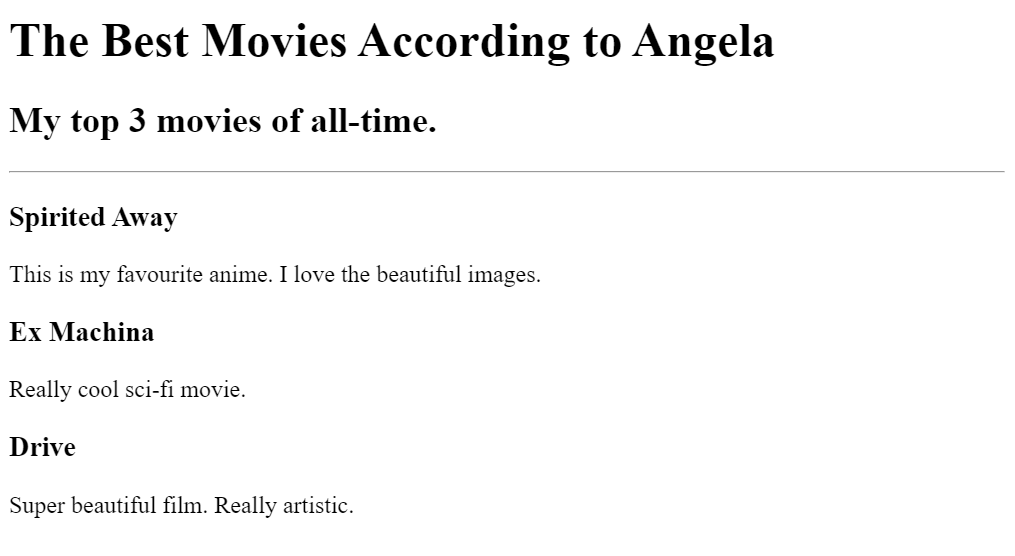 The Best Movies According to Angela
My top 3 movies of all-time.
Spirited Away
This is my favourite anime. I love the beautiful images.
Ex Machina
Really cool sci-fi movie.
Drive
Super beautiful film. Really artistic.